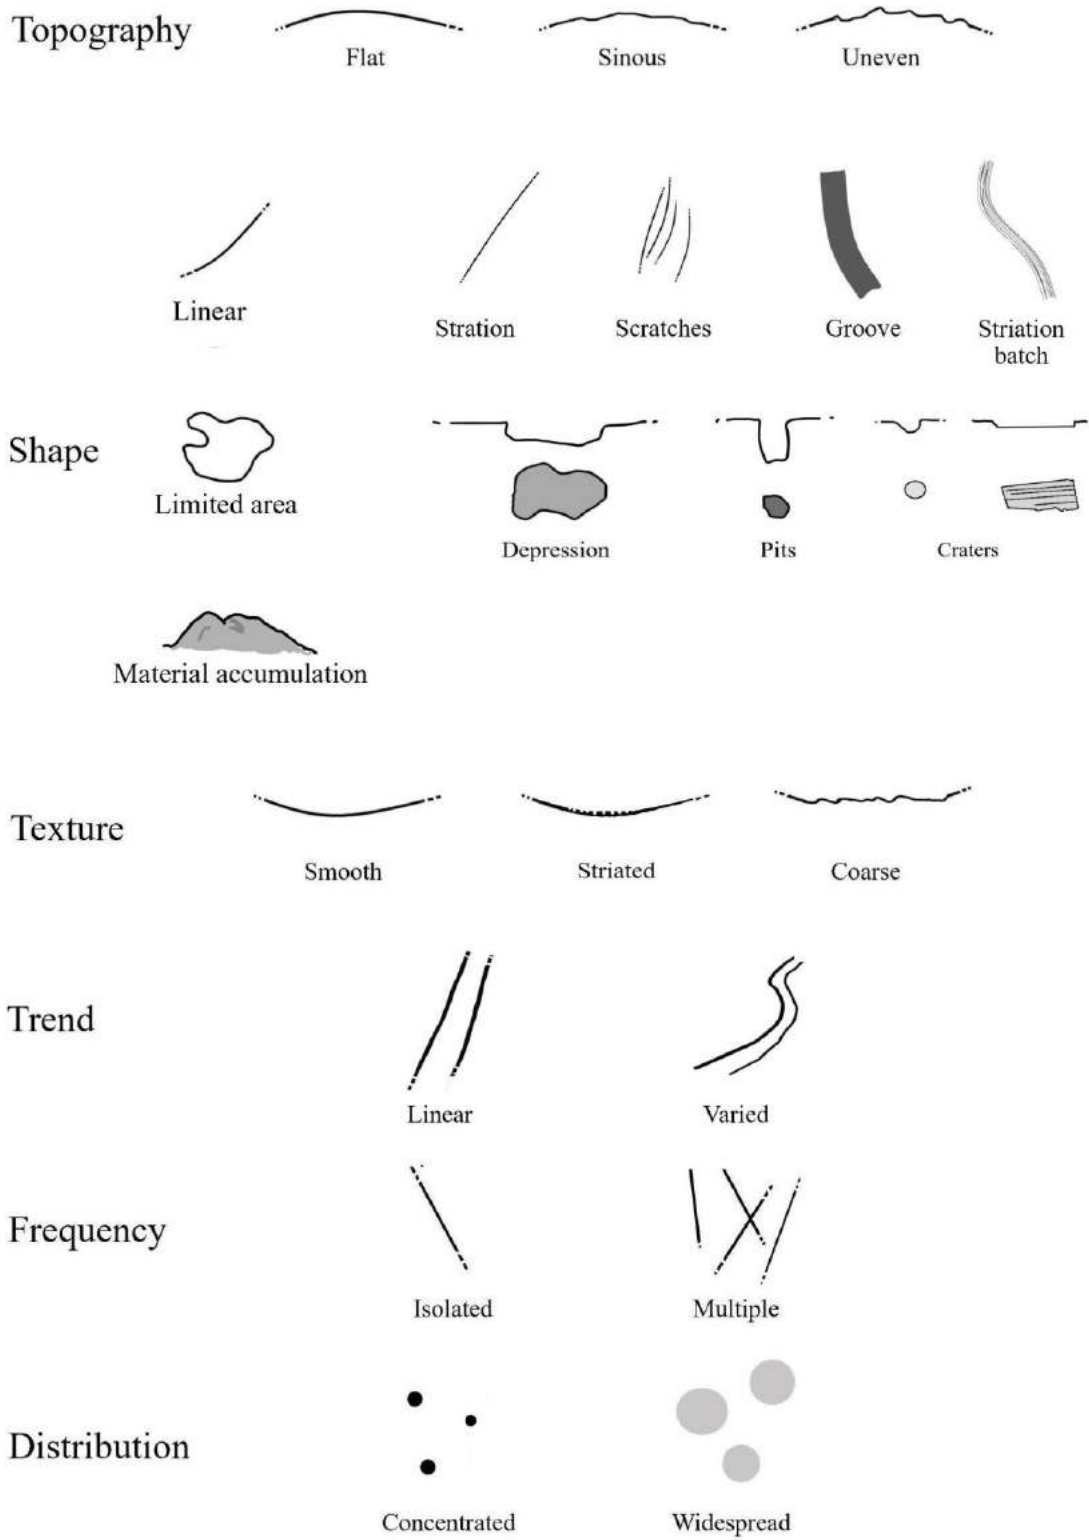 Topography
Flat
Sinous
Uneven
Linear
Stration
Scratches
Groove
Striation
batch
Shape
Limited area
Depression
Pits
Craters
Material accumulation
Texture
Smooth
Striated
Coarse
Trend
Linear
Varied
Frequency
Isolated
Multiple
Distribution
Concentrated
Widespread